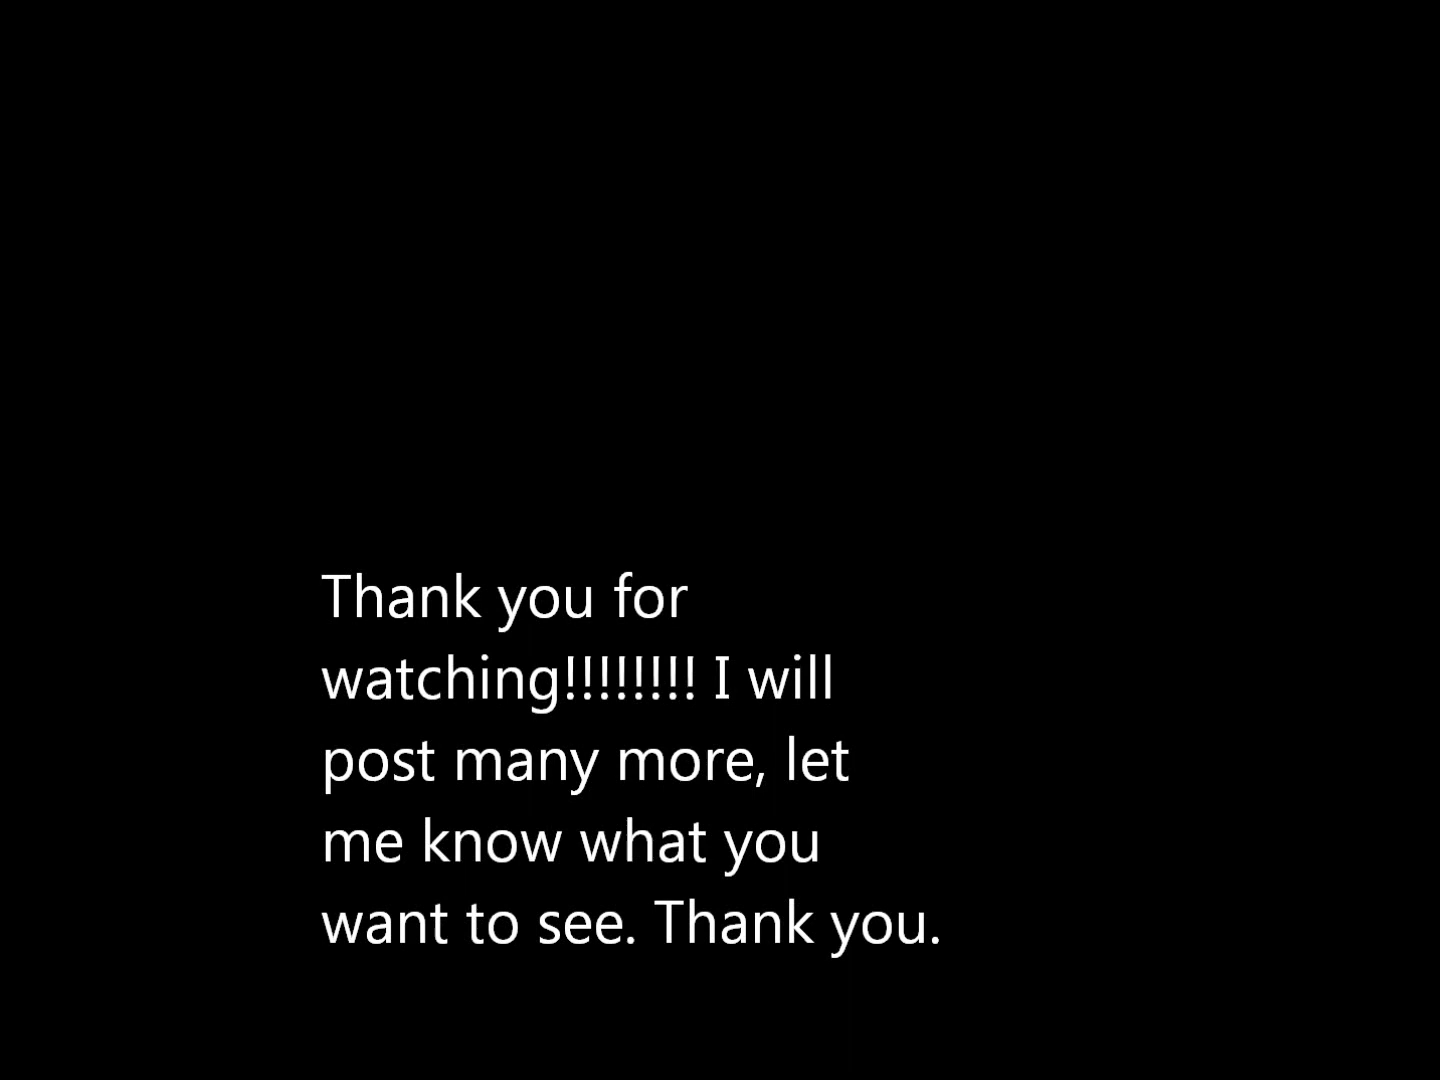 Thank you for
watching!!!!!!!! I will
post many more, let
me know what you
want to see. Thank you.